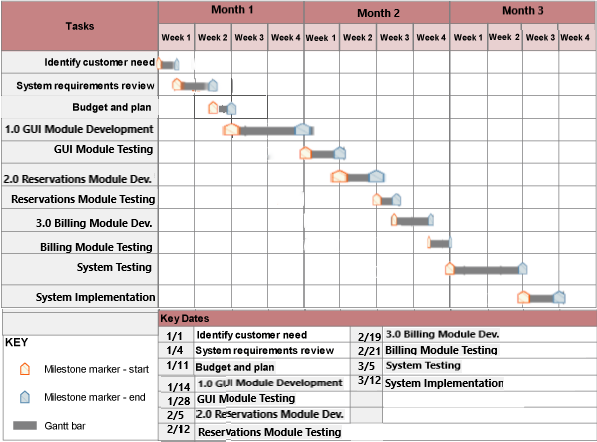 Tasks
Month 1 Month 2 Month 3
Week 1 Week 2 Week 3 Week 4 Week 1 Week 2 Week 3 Week 4 Week 1 Week 2 Week 3 Week 4
Identify customer need
System requirements review
Budget and plan
1.0 GUI Module Development
GUI Module Testing
2.0 Reservations Module Dev.
Reservations Module Testing
3.0 Billing Module Dev.
Billing Module Testing
System Testing
System Implementation
KEY
Milestone marker - start
Milestone marker - end
Gantt bar
Key Dates
1/1 Identify customer need
1/4 System requirements review
1/11 Budget and plan
1/14 1.0 GUI Module Development
1/28 GUI Module Testing
2/5 2.0 Reservations Module Dev.
2/12 Reservations Module Testing
2/19 3.0 Billing Module Dev.
2/21 Billing Module Testing
3/5 System Testing
3/12 System Implementation